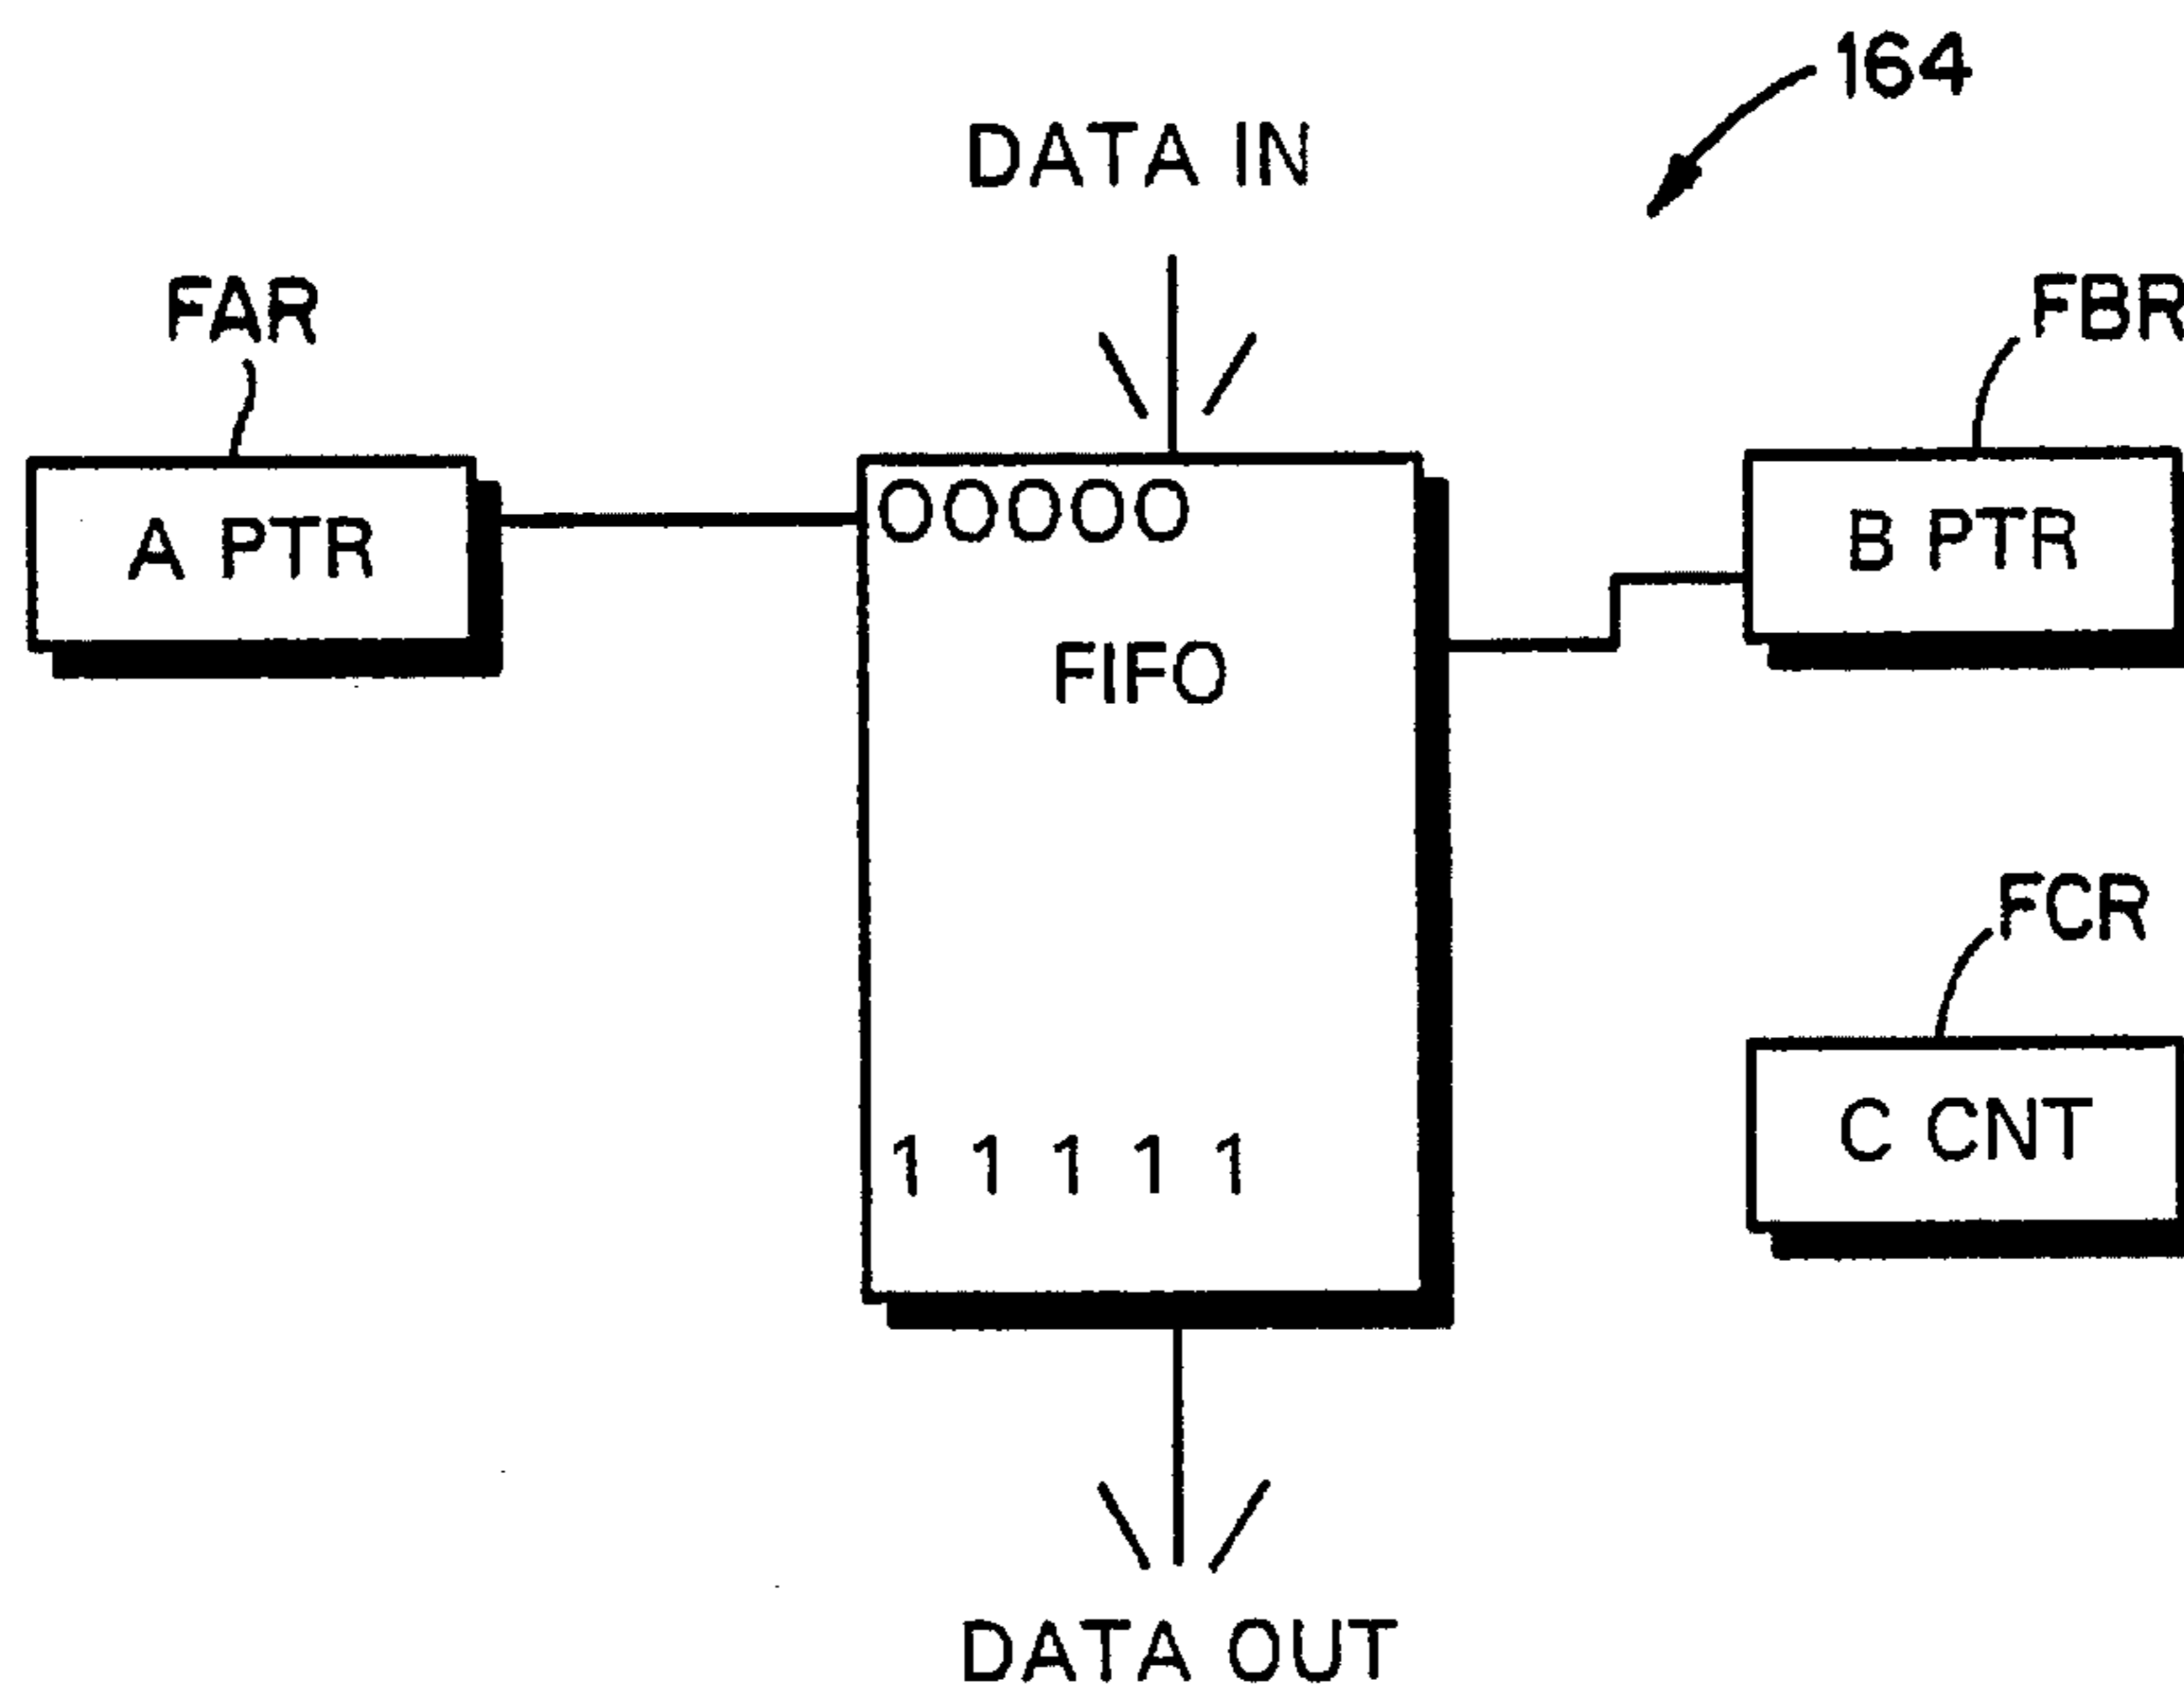 164
DATA IN
FAR
FBR
OOOOO
A PTR
B PTR
FIFO
FCR
C CNT
1 1 1 1 1
DATA OUT